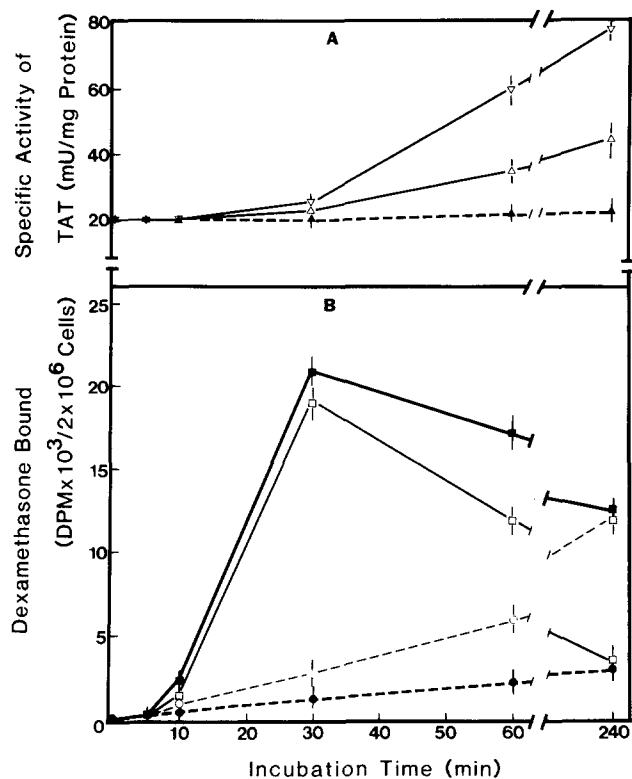 A
Specific Activity of
TAT (mU/mg Protein)
80
60
40
20
B
Dexamethasone Bound
(DPM×10³/2×10⁶ Cells)
25
20
15
10
5
0
10 20 30 40 50 60 240
Incubation Time (min)